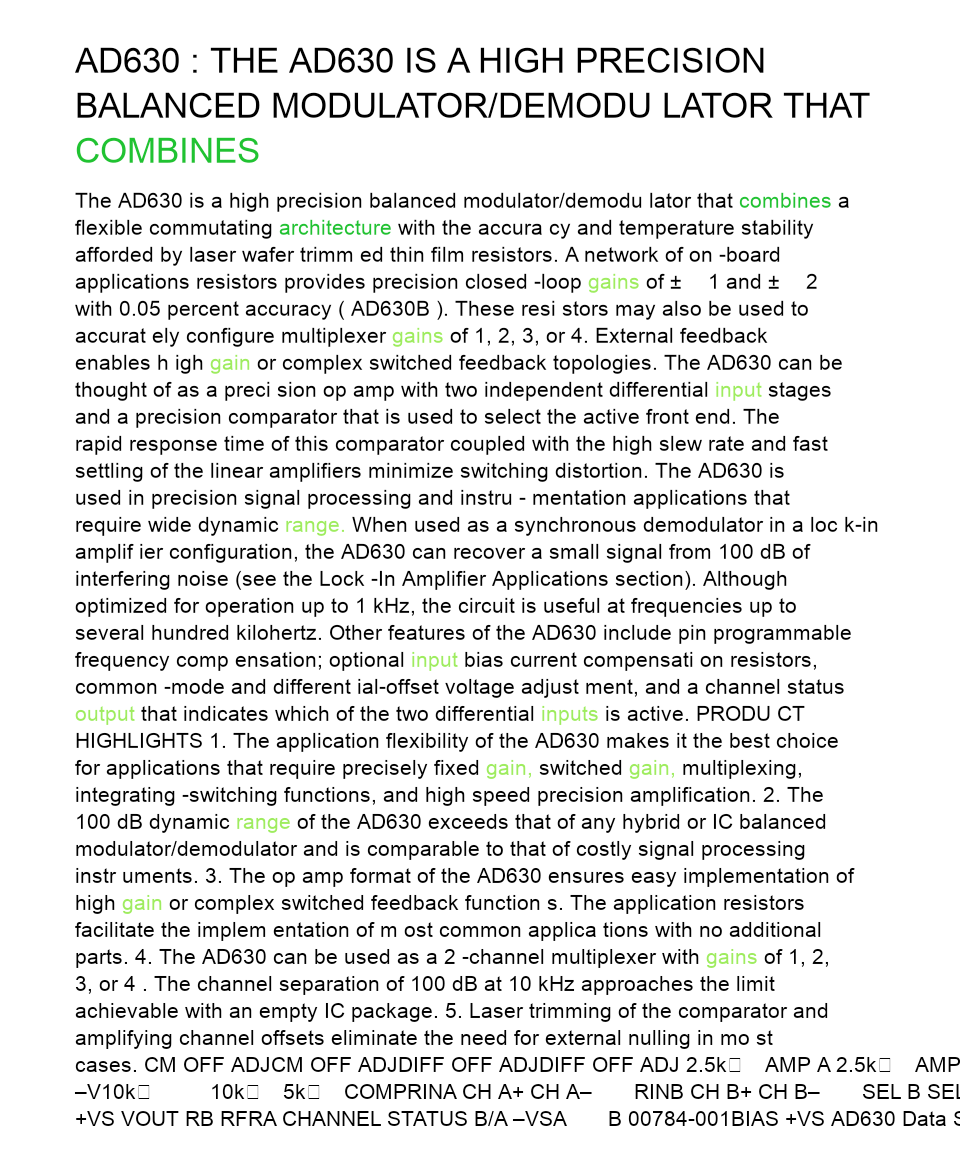 AD630 : THE AD630 IS A HIGH PRECISION
BALANCED MODULATOR/DEMODU LATOR THAT
COMBINES
The AD630 is a high precision balanced modulator/demodu lator that combines a
flexible commutating architecture with the accura cy and temperature stability
afforded by laser wafer trimm ed thin film resistors. A network of on -board
applications resistors provides precision closed -loop gains of ± 1 and ± 2
with 0.05 percent accuracy ( AD630B ). These resi stors may also be used to
accurat ely configure multiplexer gains of 1, 2, 3, or 4. External feedback
enables h igh gain or complex switched feedback topologies. The AD630 can be
thought of as a preci sion op amp with two independent differential input stages
and a precision comparator that is used to select the active front end. The
rapid response time of this comparator coupled with the high slew rate and fast
settling of the linear amplifiers minimize switching distortion. The AD630 is
used in precision signal processing and instru - mentation applications that
require wide dynamic range. When used as a synchronous demodulator in a loc k-in
amplif ier configuration, the AD630 can recover a small signal from 100 dB of
interfering noise (see the Lock -In Amplifier Applications section). Although
optimized for operation up to 1 kHz, the circuit is useful at frequencies up to
several hundred kilohertz. Other features of the AD630 include pin programmable
frequency comp ensation; optional input bias current compensati on resistors,
common -mode and different ial-offset voltage adjust ment, and a channel status
output that indicates which of the two differential inputs is active. PRODU CT
HIGHLIGHTS 1. The application flexibility of the AD630 makes it the best choice
for applications that require precisely fixed gain, switched gain, multiplexing,
integrating -switching functions, and high speed precision amplification. 2. The
100 dB dynamic range of the AD630 exceeds that of any hybrid or IC balanced
modulator/demodulator and is comparable to that of costly signal processing
instr uments. 3. The op amp format of the AD630 ensures easy implementation of
high gain or complex switched feedback function s. The application resistors
facilitate the implem entation of m ost common applica tions with no additional
parts. 4. The AD630 can be used as a 2 -channel multiplexer with gains of 1, 2,
3, or 4 . The channel separation of 100 dB at 10 kHz approaches the limit
achievable with an empty IC package. 5. Laser trimming of the comparator and
amplifying channel offsets eliminate the need for external nulling in mo st
cases. CM OFF ADJCM OFF ADJDIFF OFF ADJDIFF OFF ADJ 2.5k□ AMP A 2.5k□ AMP
–V10k□ 10k□ 5k□ COMPRINA CH A+ CH A– RINB CH B+ CH B– SEL B SEL
+VS VOUT RB RFRA CHANNEL STATUS B/A –VSA B 00784-001BIAS +VS AD630 Data S